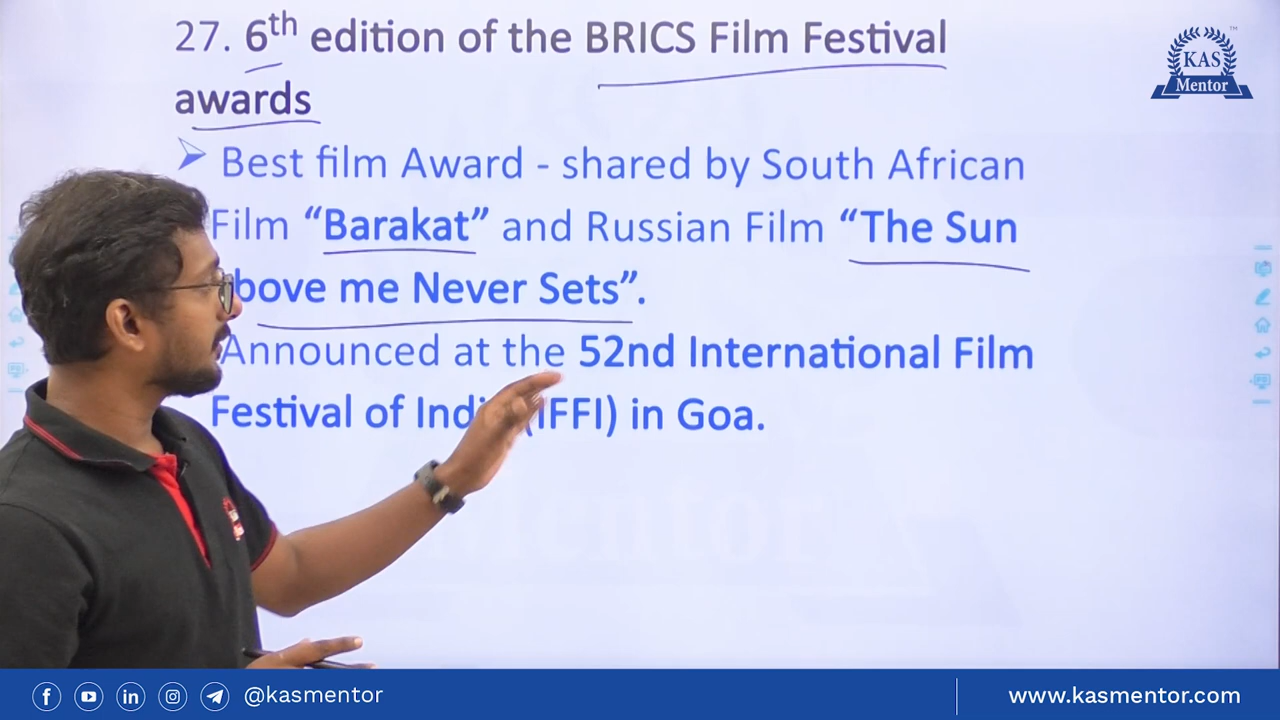 27. 6th edition of the BRICS Film Festival
awards
Best film Award - shared by South African
Film “Barakat” and Russian Film “The Sun
bove me Never Sets”.
Announced at the 52nd International Film
Festival of Indi (IFFI) in Goa.
KAS
Mentor
@kasmentor
www.kasmentor.com